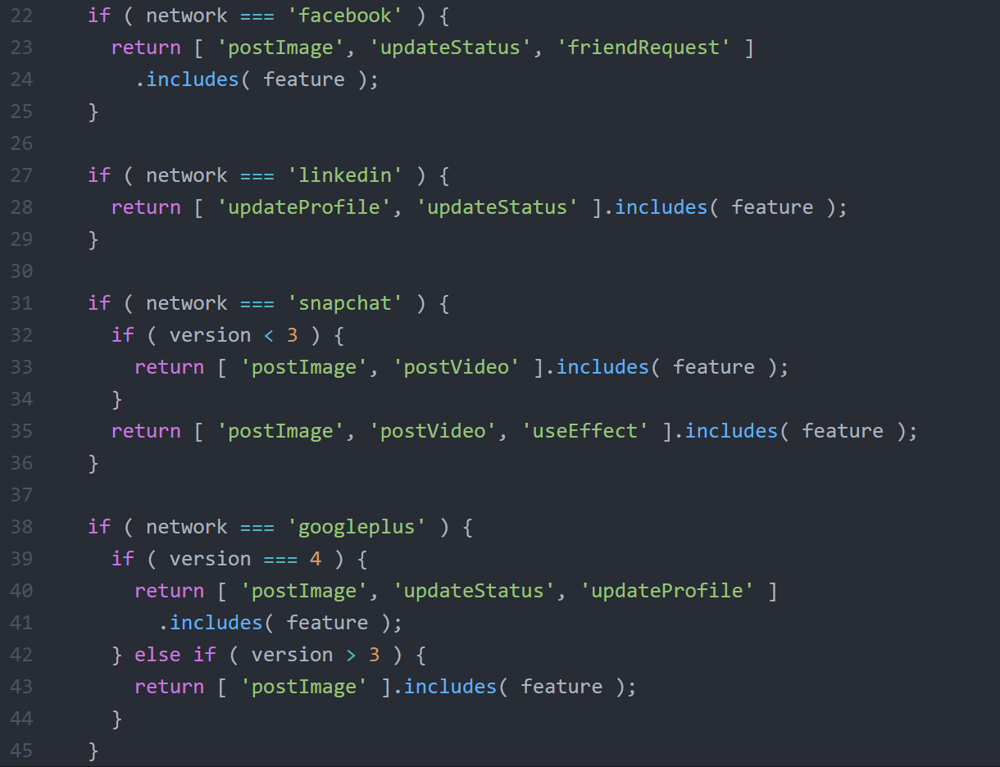 22 if ( network === 'facebook' ) {
23 return [ 'postImage', 'updateStatus', 'friendRequest' ]
24 .includes( feature );
25 }
26
27 if ( network === 'linkedin' ) {
28 return [ 'updateProfile', 'updateStatus' ].includes( feature );
29 }
30
31 if ( network === 'snapchat' ) {
32 if ( version < 3 ) {
33 return [ 'postImage', 'postVideo' ].includes( feature );
34 }
35 return [ 'postImage', 'postVideo', 'useEffect' ].includes( feature );
36 }
37
38 if ( network === 'googleplus' ) {
39 if ( version === 4 ) {
40 return [ 'postImage', 'updateStatus', 'updateProfile' ]
41 .includes( feature );
42 } else if ( version > 3 ) {
43 return [ 'postImage' ].includes( feature );
44 }
45 }